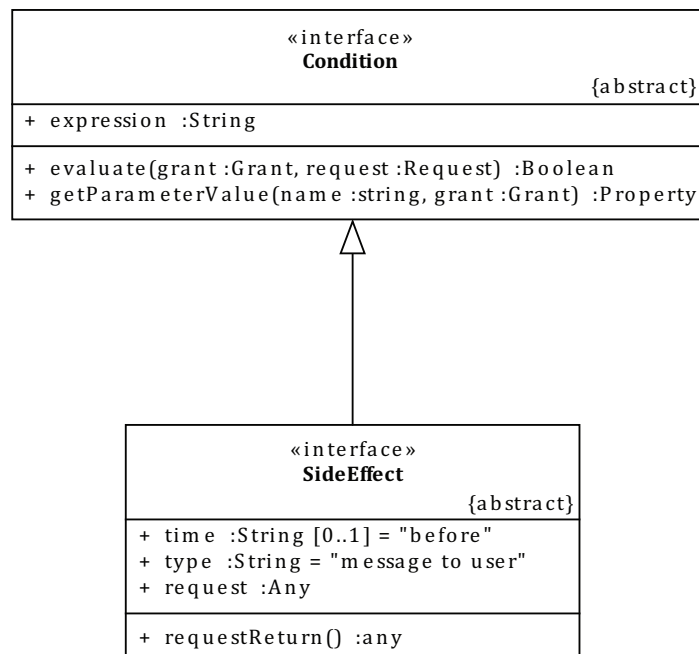 «interface»
Condition
{abstract}
+ expression :String
+ evaluate(grant :Grant, request :Request) :Boolean
+ getParameterValue(name :string, grant :Grant) :Property
«interface»
SideEffect
{abstract}
+ time :String [0..1] = "before"
+ type :String = "message to user"
+ request :Any
+ requestReturn() :any